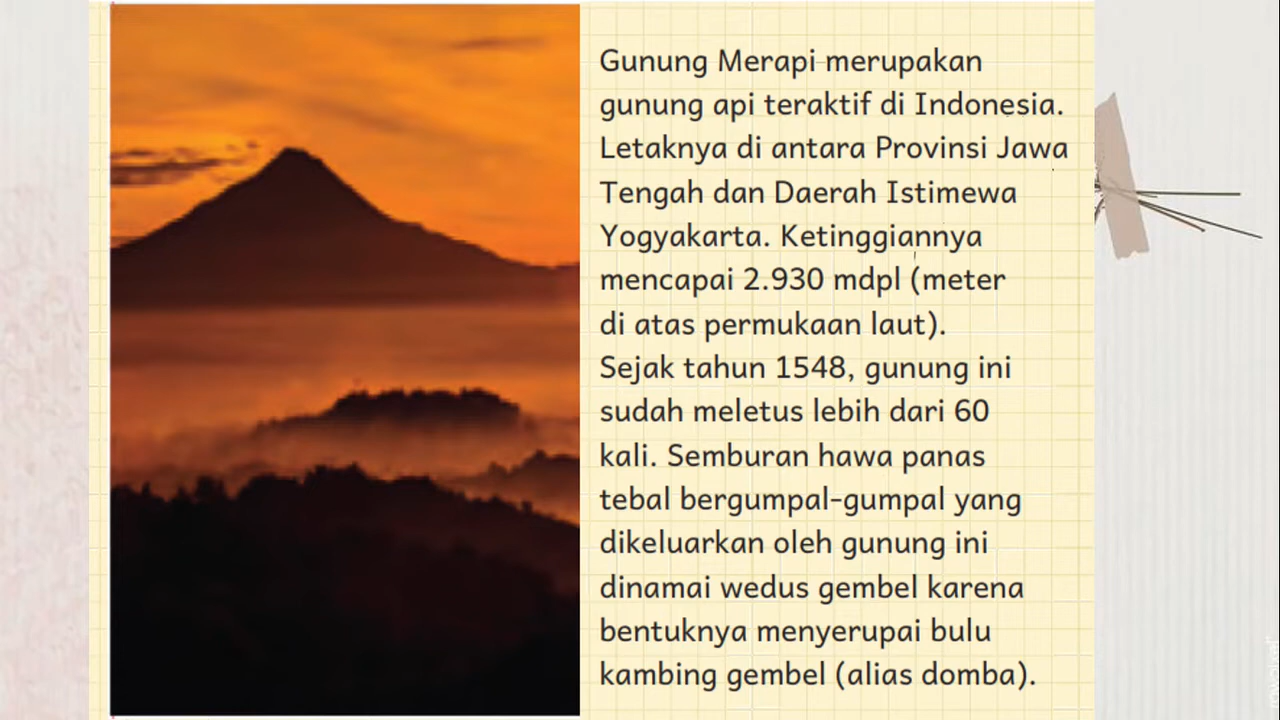 Gunung Merapi merupakan
gunung api teraktif di Indonesia.
Letaknya di antara Provinsi Jawa
Tengah dan Daerah Istimewa
Yogyakarta. Ketinggiannya
mencapai 2.930 mdpl (meter
di atas permukaan laut).
Sejak tahun 1548, gunung ini
sudah meletus lebih dari 60
kali. Semburan hawa panas
tebal bergumpal-gumpal yang
dikeluarkan oleh gunung ini
dinamai wedus gembel karena
bentuknya menyerupai bulu
kambing gembel (alias domba).